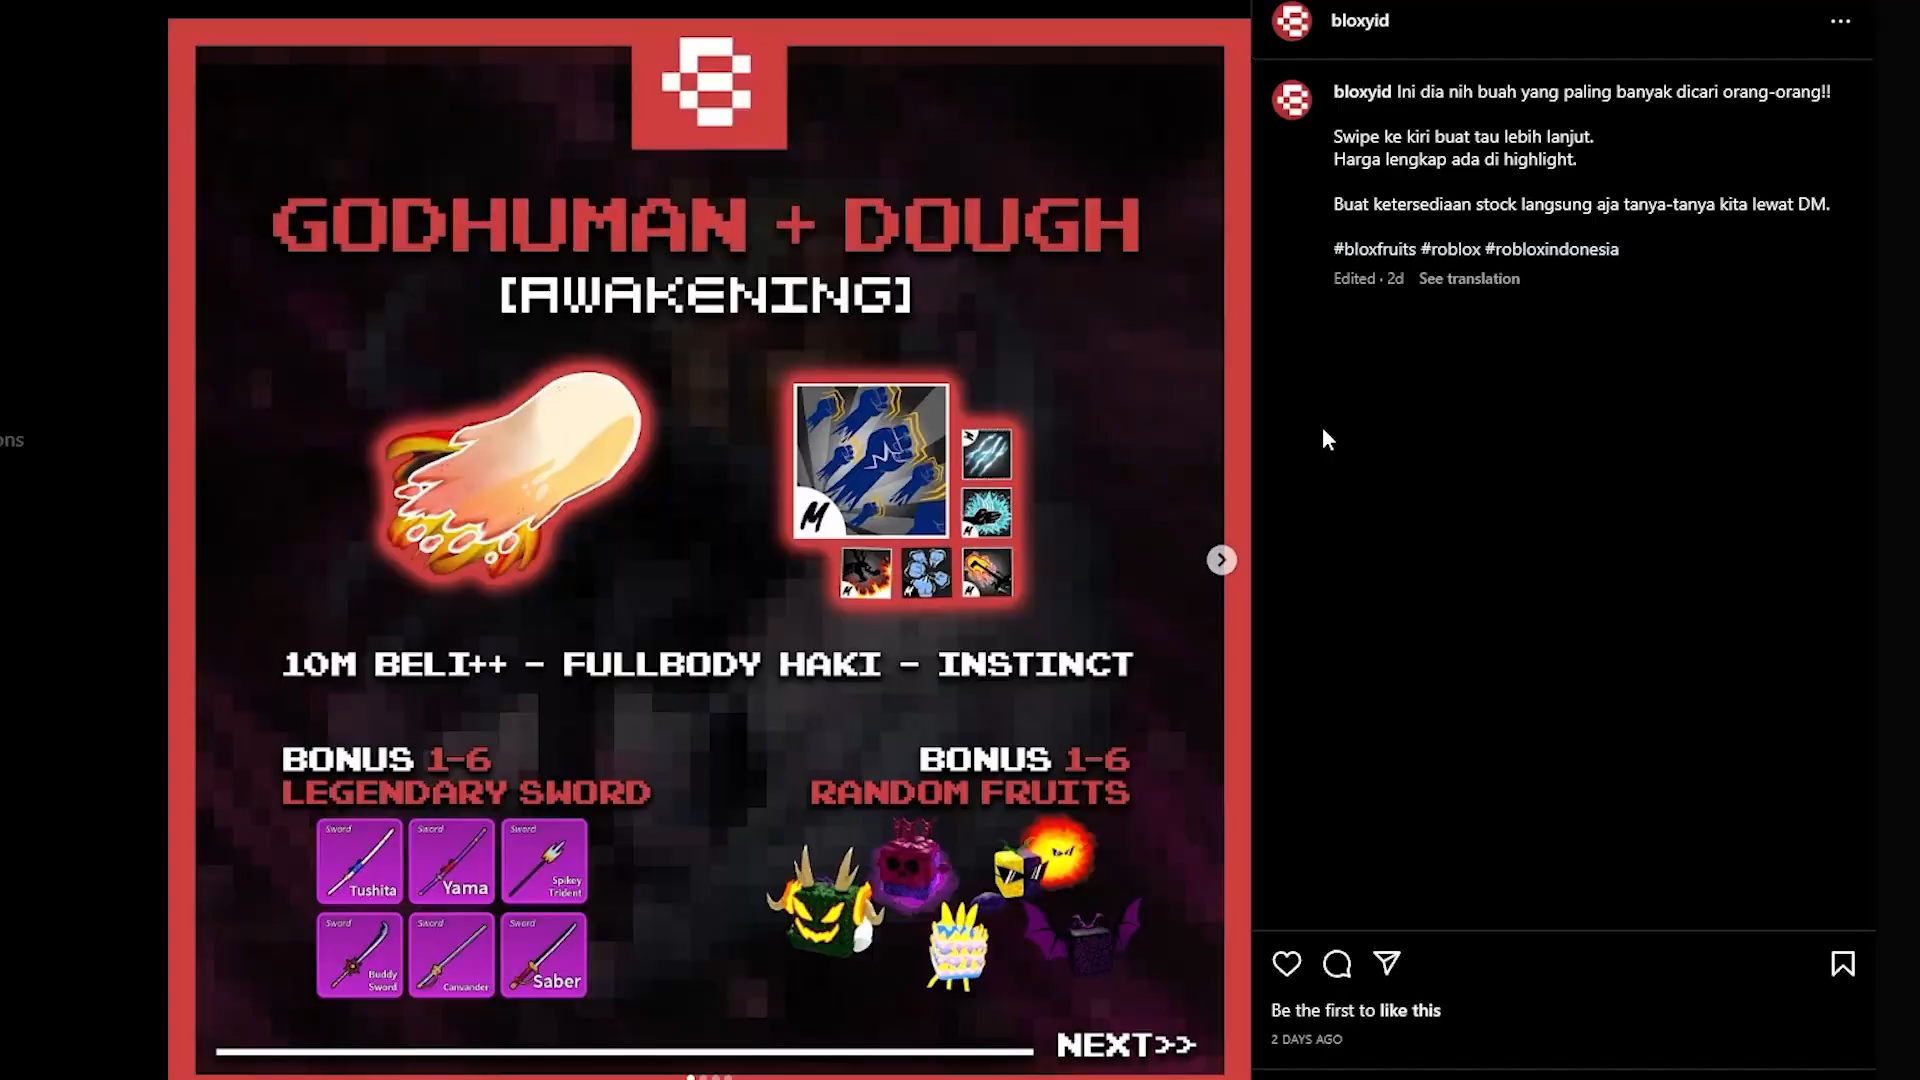 GODHUMAN + DOUGH
[AWAKENING]
M
10M BELI++ - FULLBODY HAKI - INSTINCT
BONUS 1-6
LEGENDARY SWORD
Sword
Tushita
Sword
Yama
Sword
Spikey
Trident
Sword
Buddy
Sword
Sword
Canvander
Sword
Saber
BONUS 1-6
RANDOM FRUITS
NEXT>>
ons
bloxyid
bloxyid Ini dia nih buah yang paling banyak dicari orang-orang!!
Swipe ke kiri buat tau lebih lanjut.
Harga lengkap ada di highlight.
Buat ketersediaan stock langsung aja tanya-tanya kita lewat DM.
#bloxfruits #roblox #robloxindonesia
Edited · 2d See translation
Be the first to like this
2 DAYS AGO